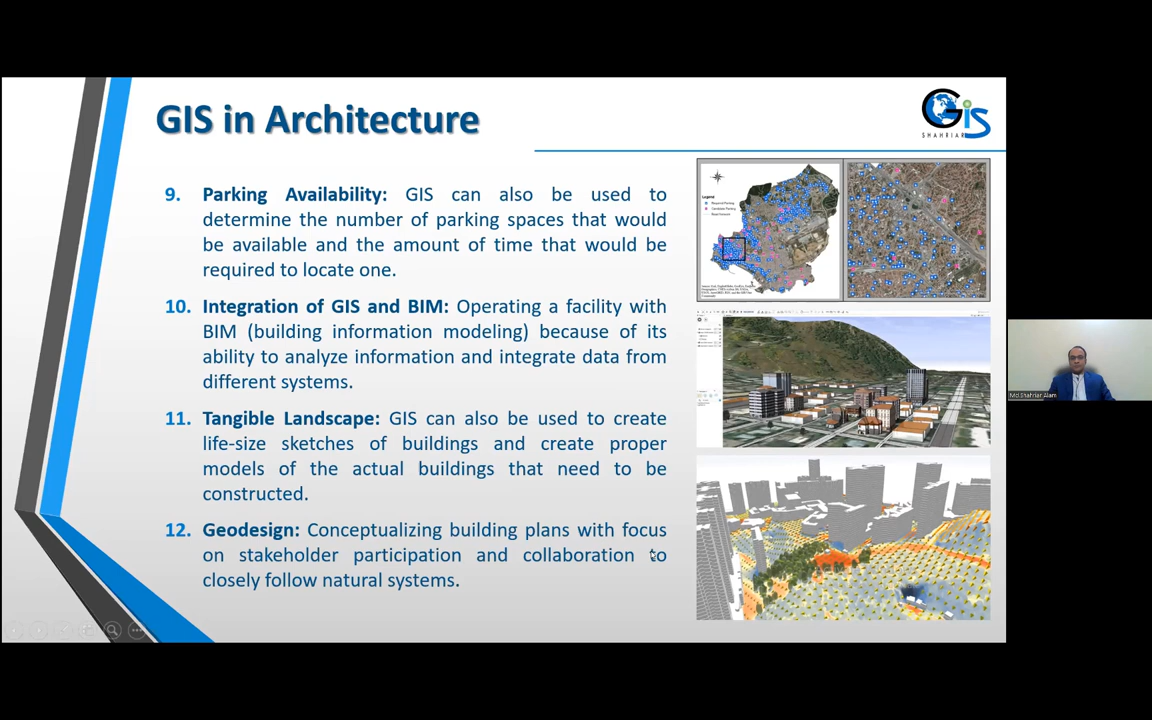 GIS in Architecture
GiS
SHAHRIAR
9. Parking Availability: GIS can also be used to
determine the number of parking spaces that would
be available and the amount of time that would be
required to locate one.
10. Integration of GIS and BIM: Operating a facility with
BIM (building information modeling) because of its
ability to analyze information and integrate data from
different systems.
11. Tangible Landscape: GIS can also be used to create
life-size sketches of buildings and create proper
models of the actual buildings that need to be
constructed.
12. Geodesign: Conceptualizing building plans with focus
on stakeholder participation and collaboration to
closely follow natural systems.
Legend
Md Shahriar Alam